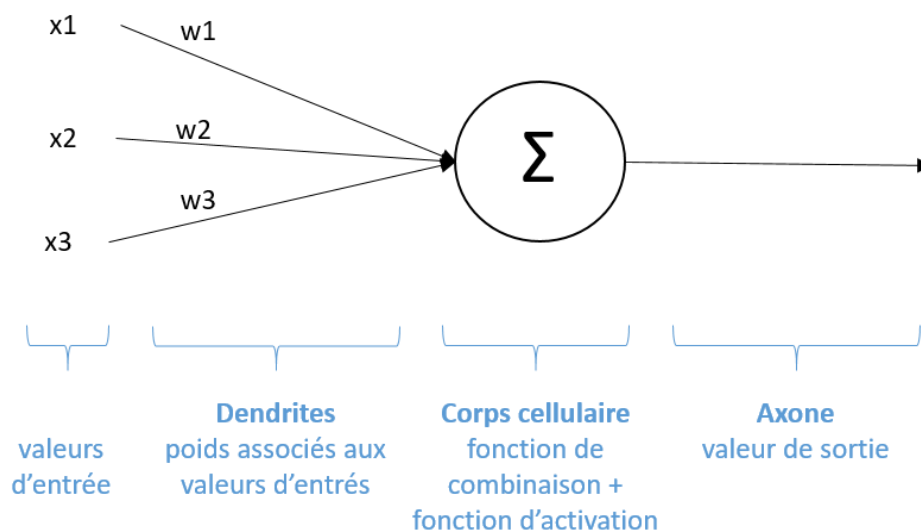 x1
w1
x2
w2
w3
x3
Σ
valeurs
d’entrée
Dendrites
poids associés aux
valeurs d’entrés
Corps cellulaire
fonction de
combinaison +
fonction d’activation
Axone
valeur de sortie